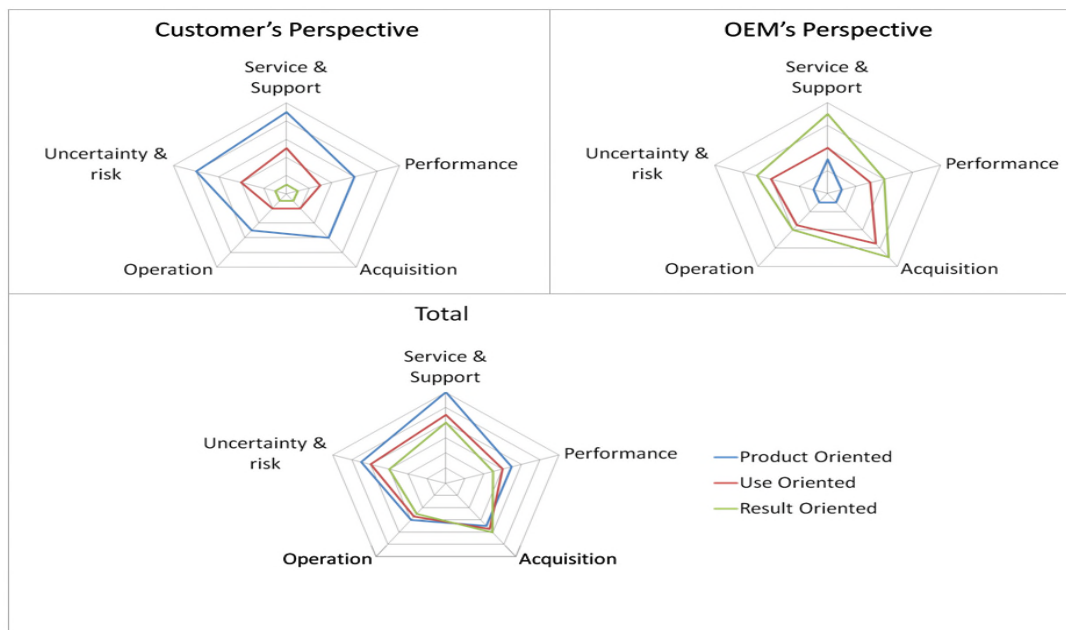 Customer's Perspective
Service &
Support
Uncertainty &
risk
Performance
Operation
Acquisition
OEM's Perspective
Service &
Support
Uncertainty &
risk
Performance
Operation
Acquisition
Total
Service &
Support
Uncertainty &
risk
Performance
Operation
Acquisition
Product Oriented
Use Oriented
Result Oriented